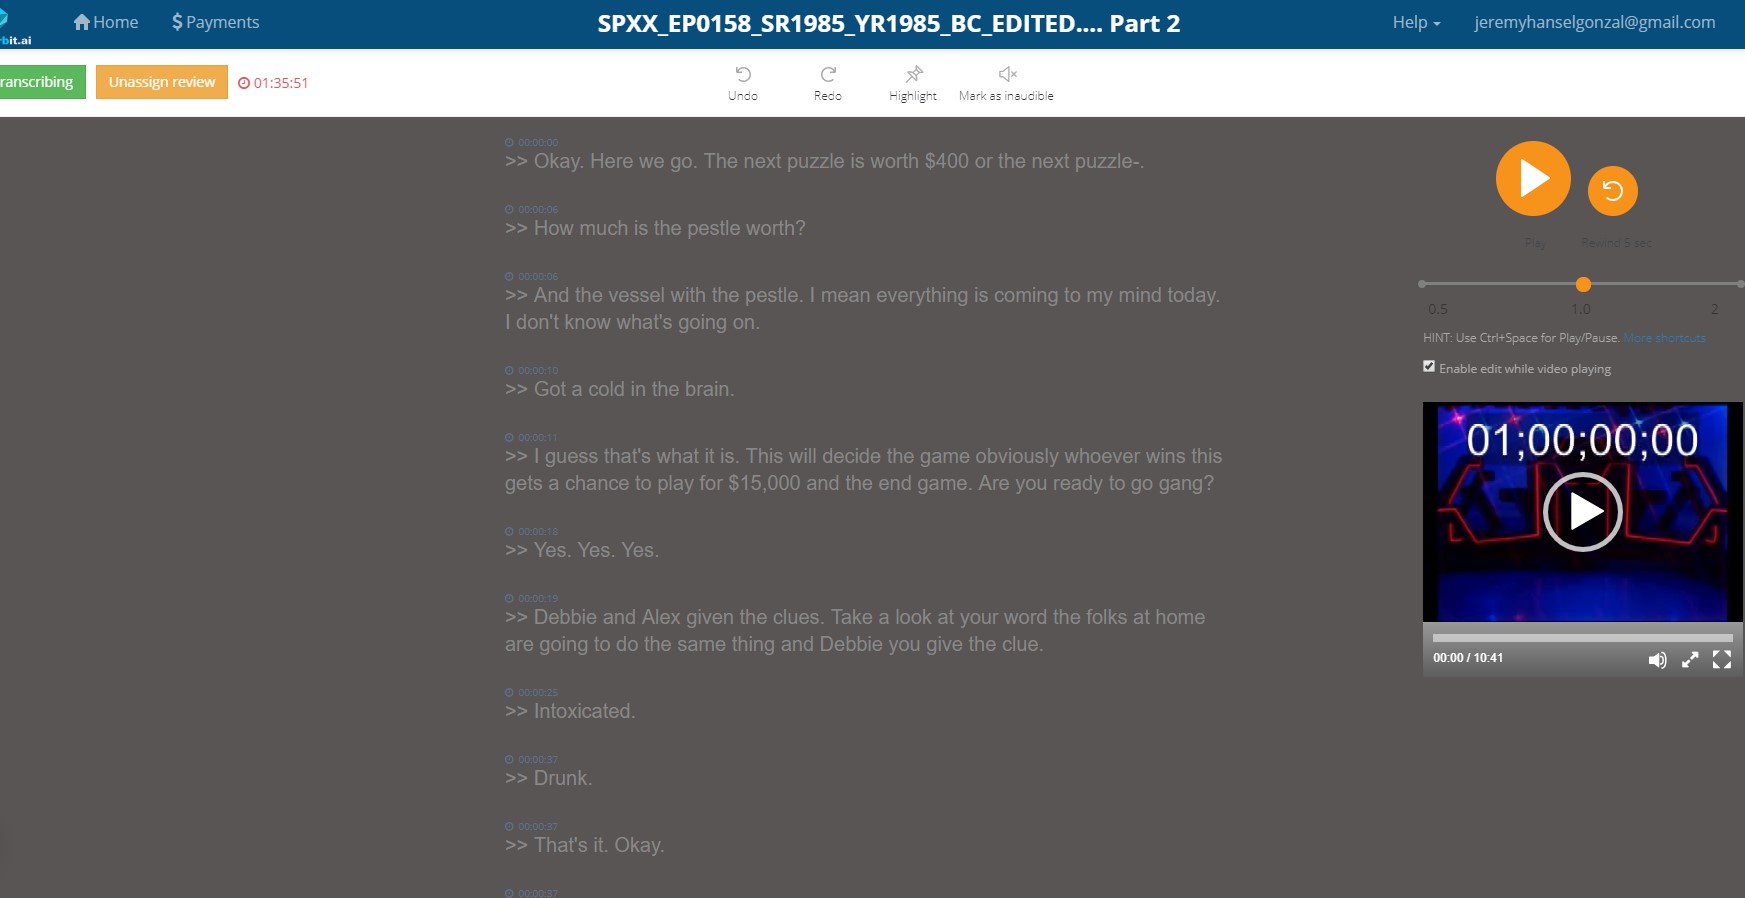 Home
$ Payments
SPXX_EP0158_SR1985_YR1985_BC_EDITED.... Part 2
Help
jeremyhanselgonzal@gmail.com
bit.ai
ranscribing
Unassign review
01:35:51
Undo
Redo
Highlight
Mark as inaudible
00:00:00
>> Okay. Here we go. The next puzzle is worth $400 or the next puzzle-.
00:00:06
>> How much is the pestle worth?
00:00:06
>> And the vessel with the pestle. I mean everything is coming to my mind today.
I don't know what's going on.
00:00:10
>> Got a cold in the brain.
00:00:11
>> I guess that's what it is. This will decide the game obviously whoever wins this
gets a chance to play for $15,000 and the end game. Are you ready to go gang?
00:00:18
>> Yes. Yes. Yes.
00:00:19
>> Debbie and Alex given the clues. Take a look at your word the folks at home
are going to do the same thing and Debbie you give the clue.
00:00:25
>> Intoxicated.
00:00:37
>> Drunk.
00:00:37
>> That's it. Okay.
00:00:37
Play
Rewind 5 sec
0.5
1.0
2
HINT: Use Ctrl+Space for Play/Pause. More shortcuts
Enable edit while video playing
01;00;00;00
00:00 / 10:41